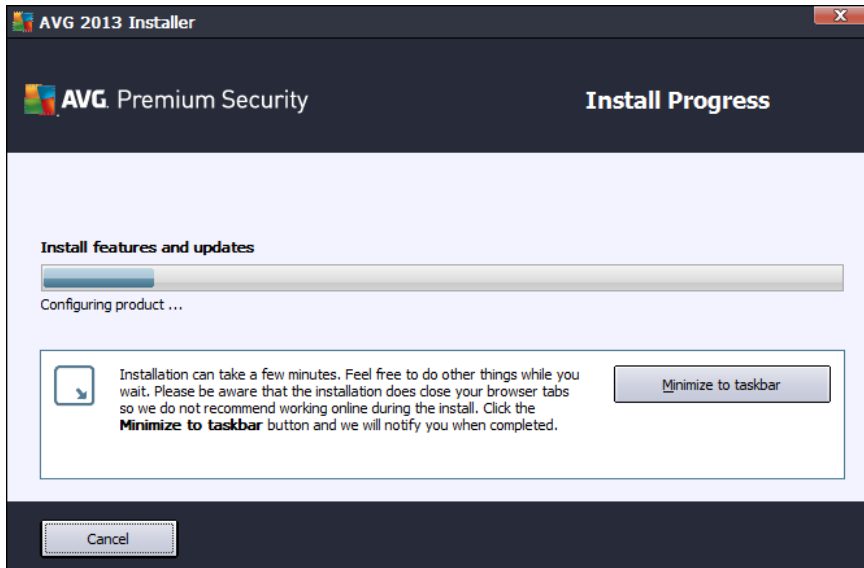 AVG 2013 Installer
AVG. Premium Security
Install Progress
Install features and updates
Configuring product ...
Installation can take a few minutes. Feel free to do other things while you
wait. Please be aware that the installation does close your browser tabs
so we do not recommend working online during the install. Click the
Minimize to taskbar button and we will notify you when completed.
Minimize to taskbar
Cancel